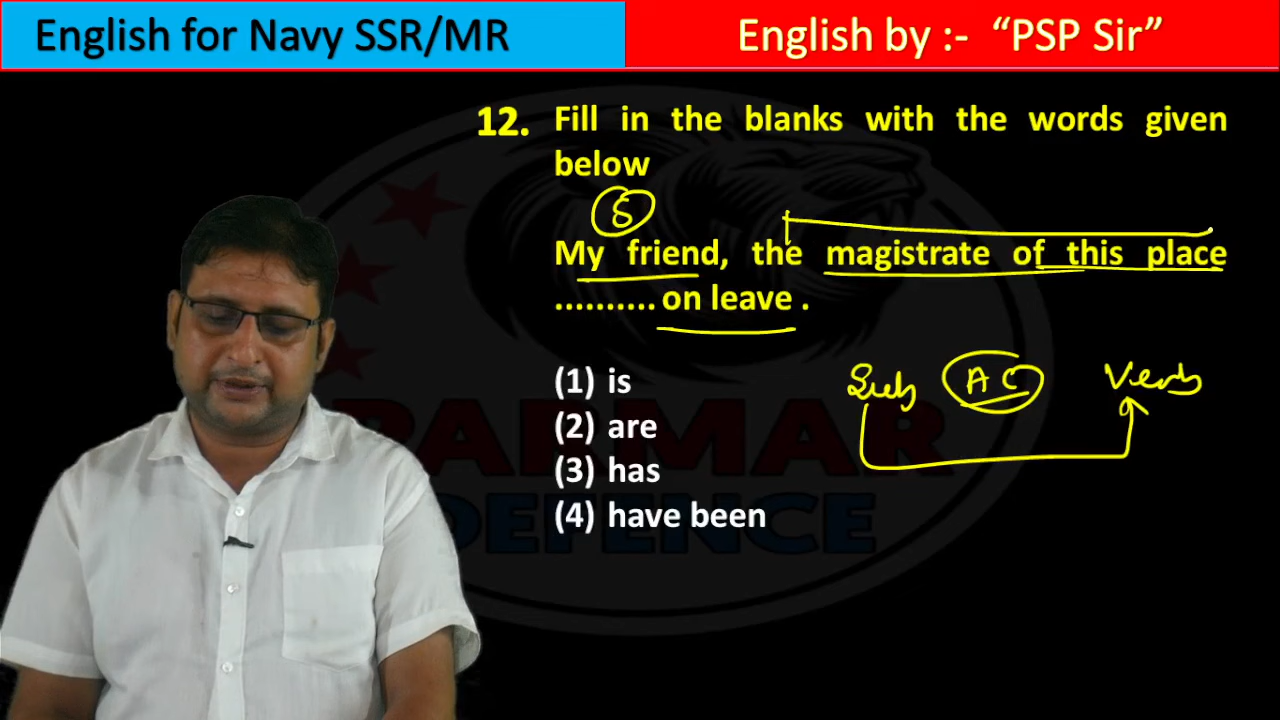 English for Navy SSR/MR
English by :- “PSP Sir”
12. Fill in the blanks with the words given
below
S
My friend, the magistrate of this place
.......... on leave .
(1) is
(2) are
(3) has
(4) have been
Sub AC Verb
PARMAR
DEFENCE